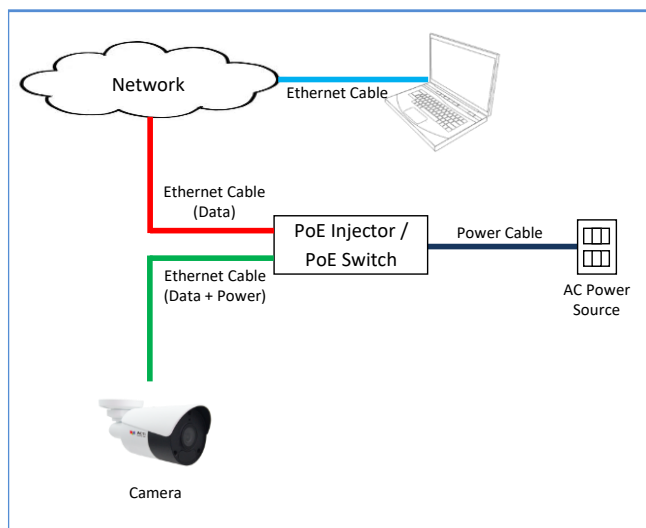 Network
Ethernet Cable
Ethernet Cable
(Data)
PoE Injector /
PoE Switch
Power Cable
Ethernet Cable
(Data + Power)
AC Power
Source
Camera